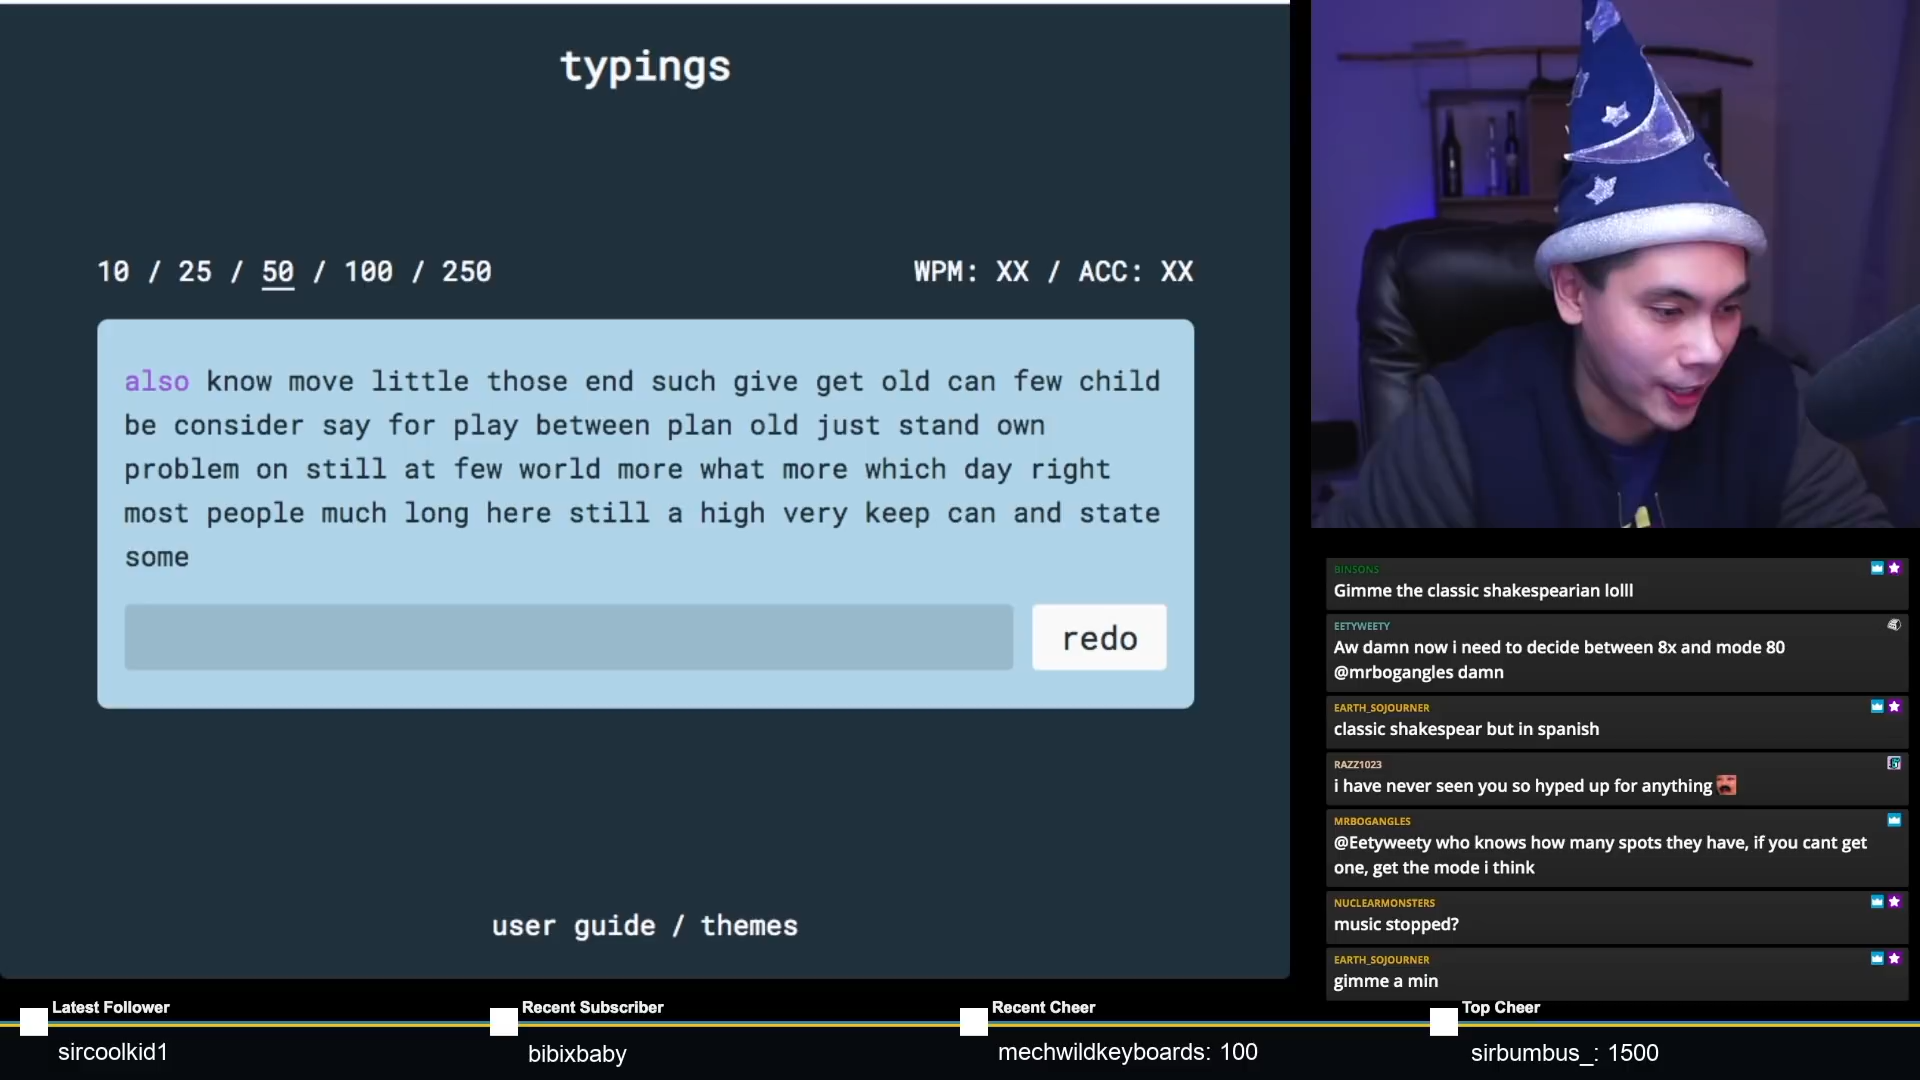 typings
10 / 25 / 50 / 100 / 250
WPM: XX / ACC: XX
also know move little those end such give get old can few child
be consider say for play between plan old just stand own
problem on still at few world more what more which day right
most people much long here still a high very keep can and state
some
redo
user guide / themes
BINSONS
Gimme the classic shakespearian lolll
EETYWEETY
Aw damn now i need to decide between 8x and mode 80
@mrbogangles damn
EARTH_SOJOURNER
classic shakespear but in spanish
RAZZ1023
i have never seen you so hyped up for anything
MRBOGANGLES
@Eetyweety who knows how many spots they have, if you cant get
one, get the mode i think
NUCLEARMONSTERS
music stopped?
EARTH_SOJOURNER
gimme a min
Latest Follower
sircoolkid1
Recent Subscriber
bibixbaby
Recent Cheer
mechwildkeyboards: 100
Top Cheer
sirbumbus_: 1500